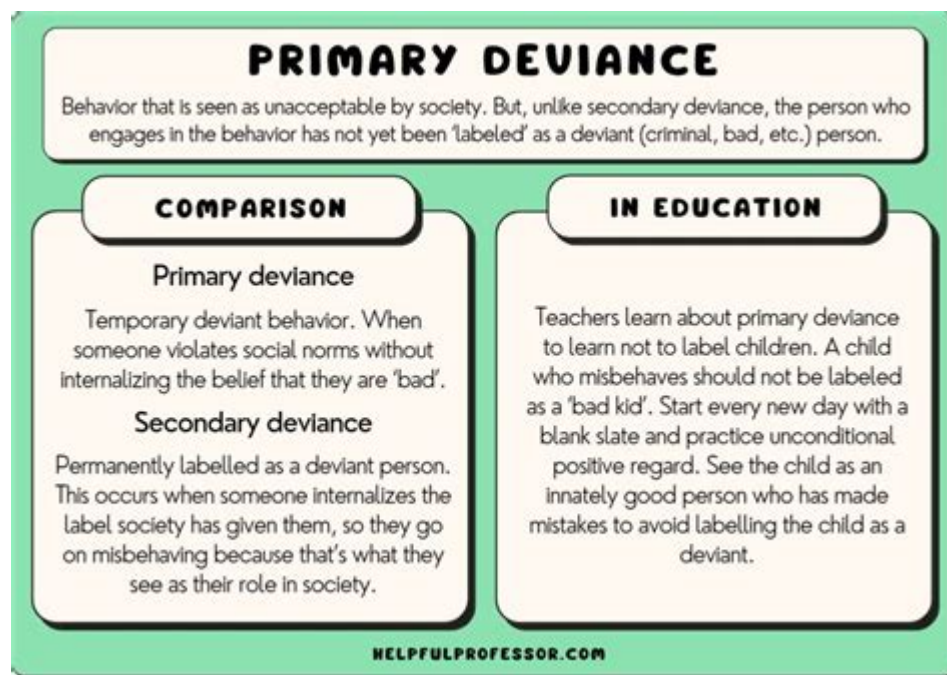 PRIMARY DEVIANCE
Behavior that is seen as unacceptable by society. But, unlike secondary deviance, the person who
engages in the behavior has not yet been 'labeled' as a deviant (criminal, bad, etc.) person.
COMPARISON
Primary deviance
Temporary deviant behavior. When
someone violates social norms without
internalizing the belief that they are 'bad'.
Secondary deviance
Permanently labelled as a deviant person.
This occurs when someone internalizes the
label society has given them, so they go
on misbehaving because that's what they
see as their role in society.
IN EDUCATION
Teachers learn about primary deviance
to learn not to label children. A child
who misbehaves should not be labeled
as a 'bad kid'. Start every new day with a
blank slate and practice unconditional
positive regard. See the child as an
innately good person who has made
mistakes to avoid labelling the child as a
deviant.
HELPFULPROFESSOR.COM